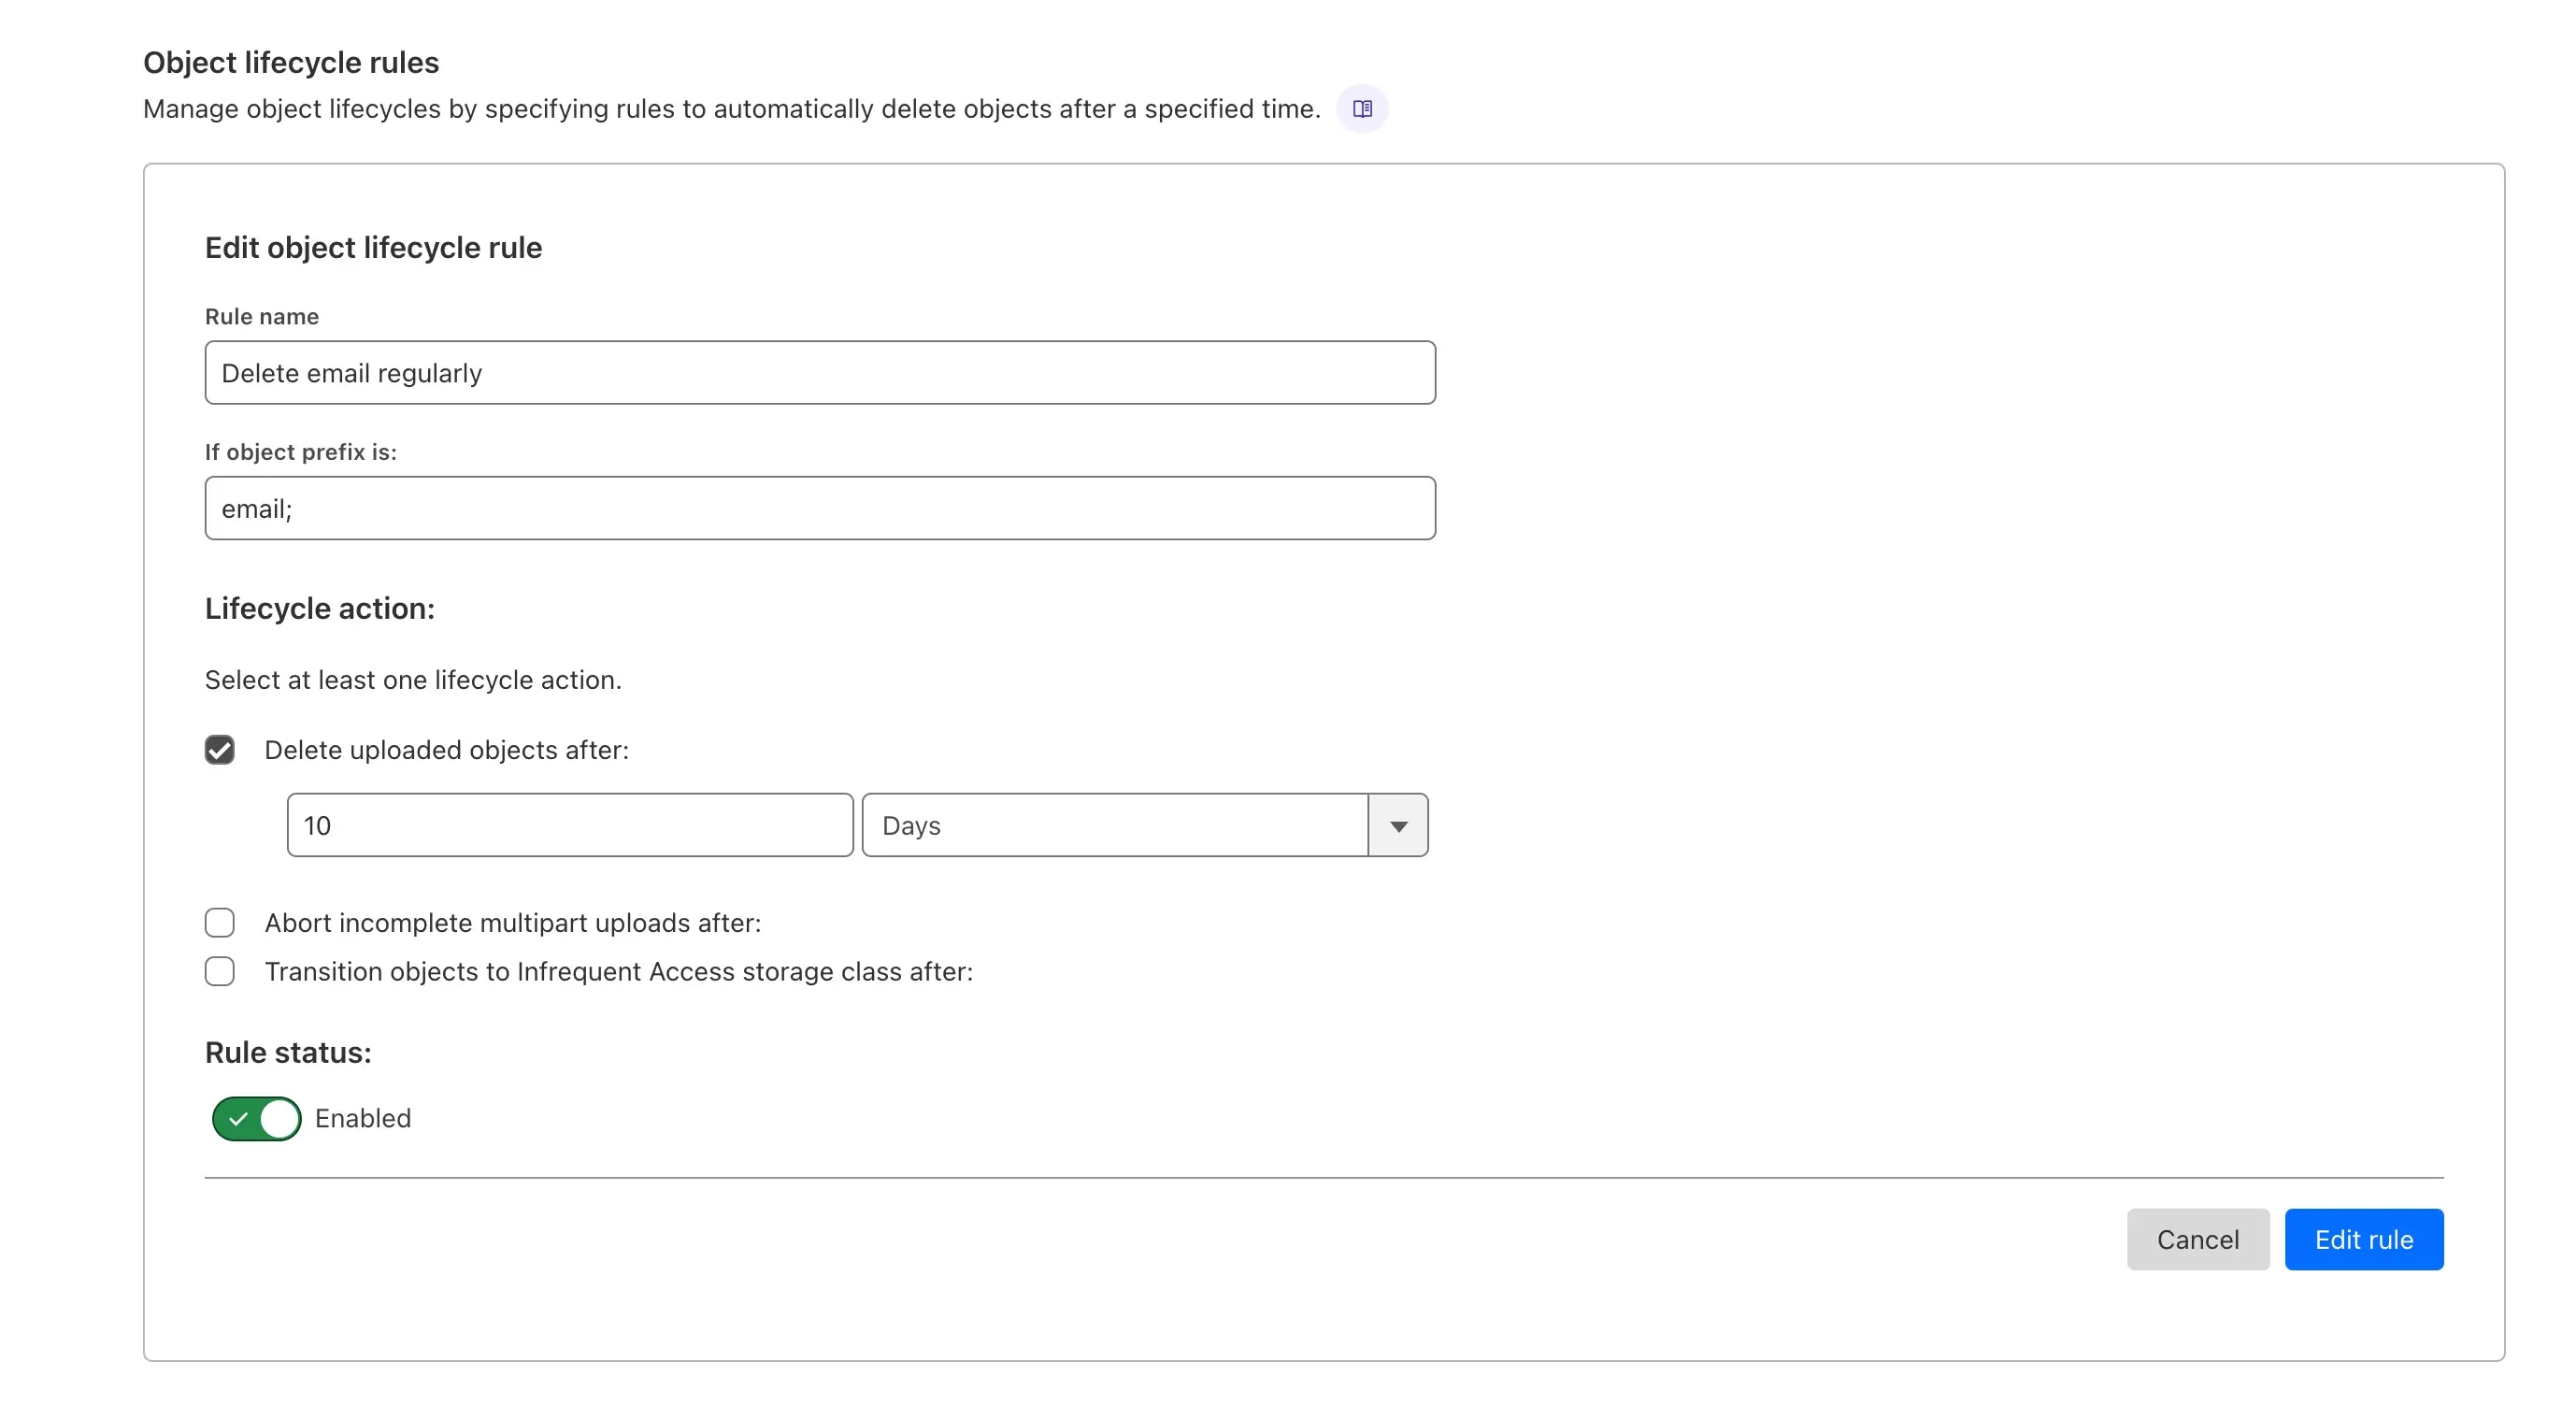 Object lifecycle rules
Manage object lifecycles by specifying rules to automatically delete objects after a specified time.
Edit object lifecycle rule
Rule name
Delete email regularly
If object prefix is:
email;
Lifecycle action:
Select at least one lifecycle action.
Delete uploaded objects after:
10 Days
Abort incomplete multipart uploads after:
Transition objects to Infrequent Access storage class after:
Rule status:
Enabled
Cancel Edit rule